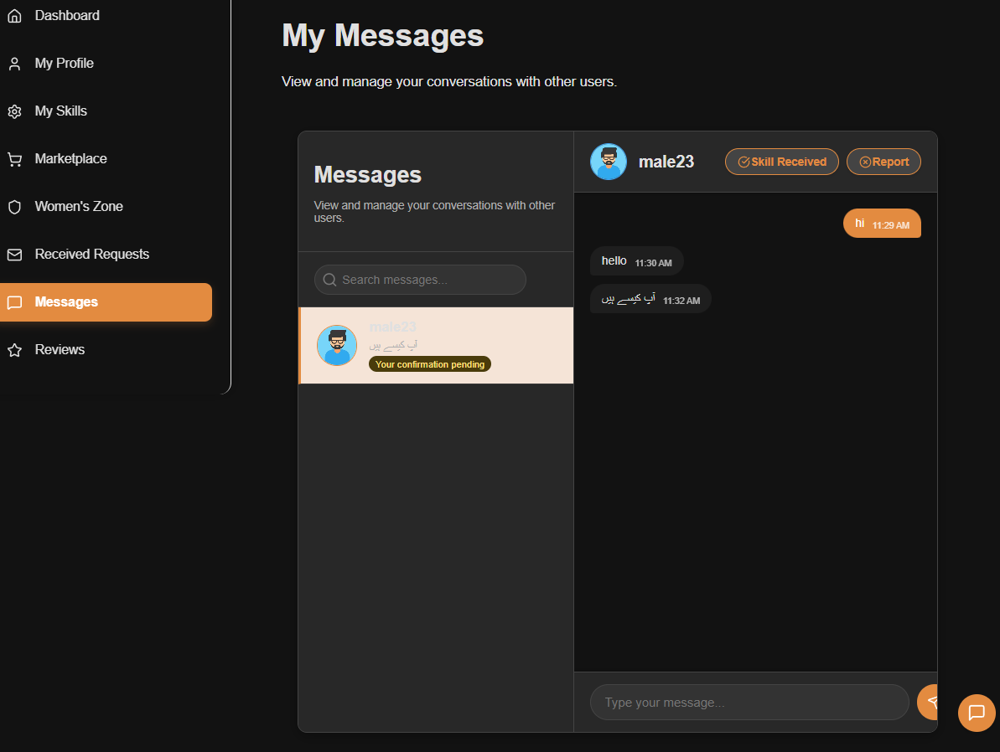 Dashboard
My Profile
My Skills
Marketplace
Women's Zone
Received Requests
Messages
Reviews
My Messages
View and manage your conversations with other users.
Messages
View and manage your conversations with other
users.
Search messages...
male23
آپ کیسے ہیں
Your confirmation pending
male23
Skill Received
Report
hi 11:29 AM
hello 11:30 AM
آپ کیسے ہیں 11:32 AM
Type your message...